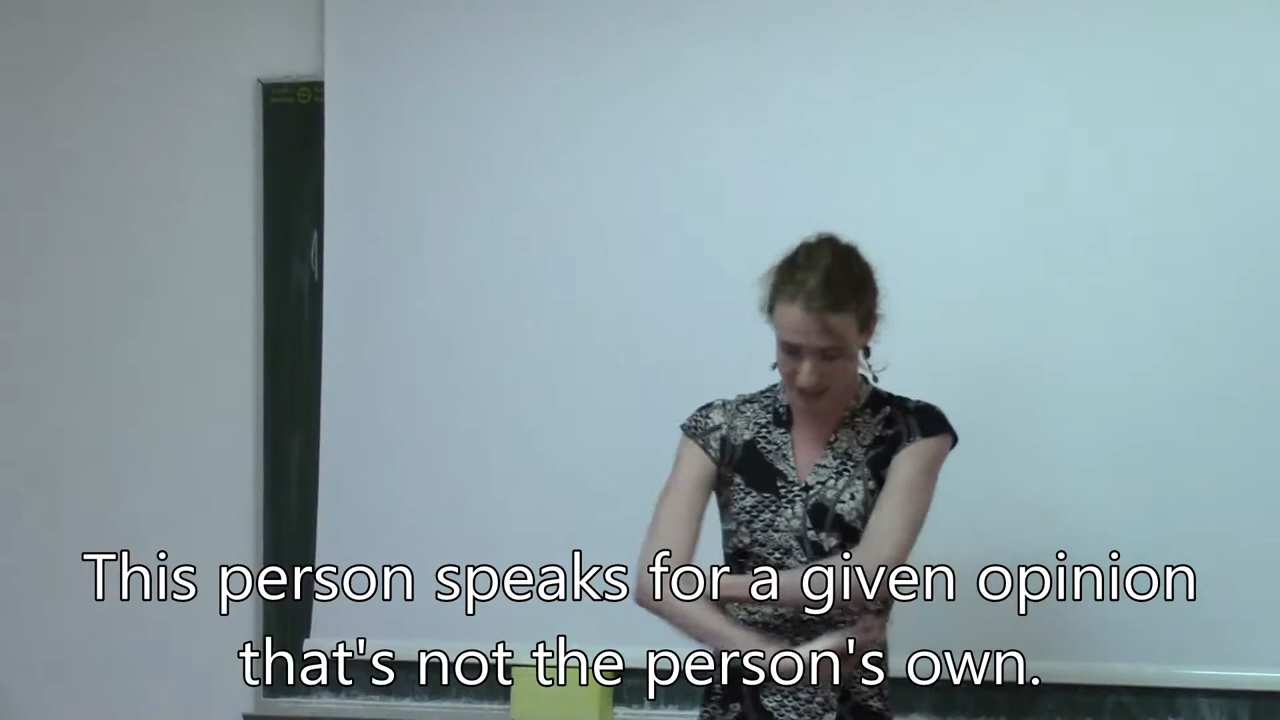 This person speaks for a given opinion
that's not the person's own.